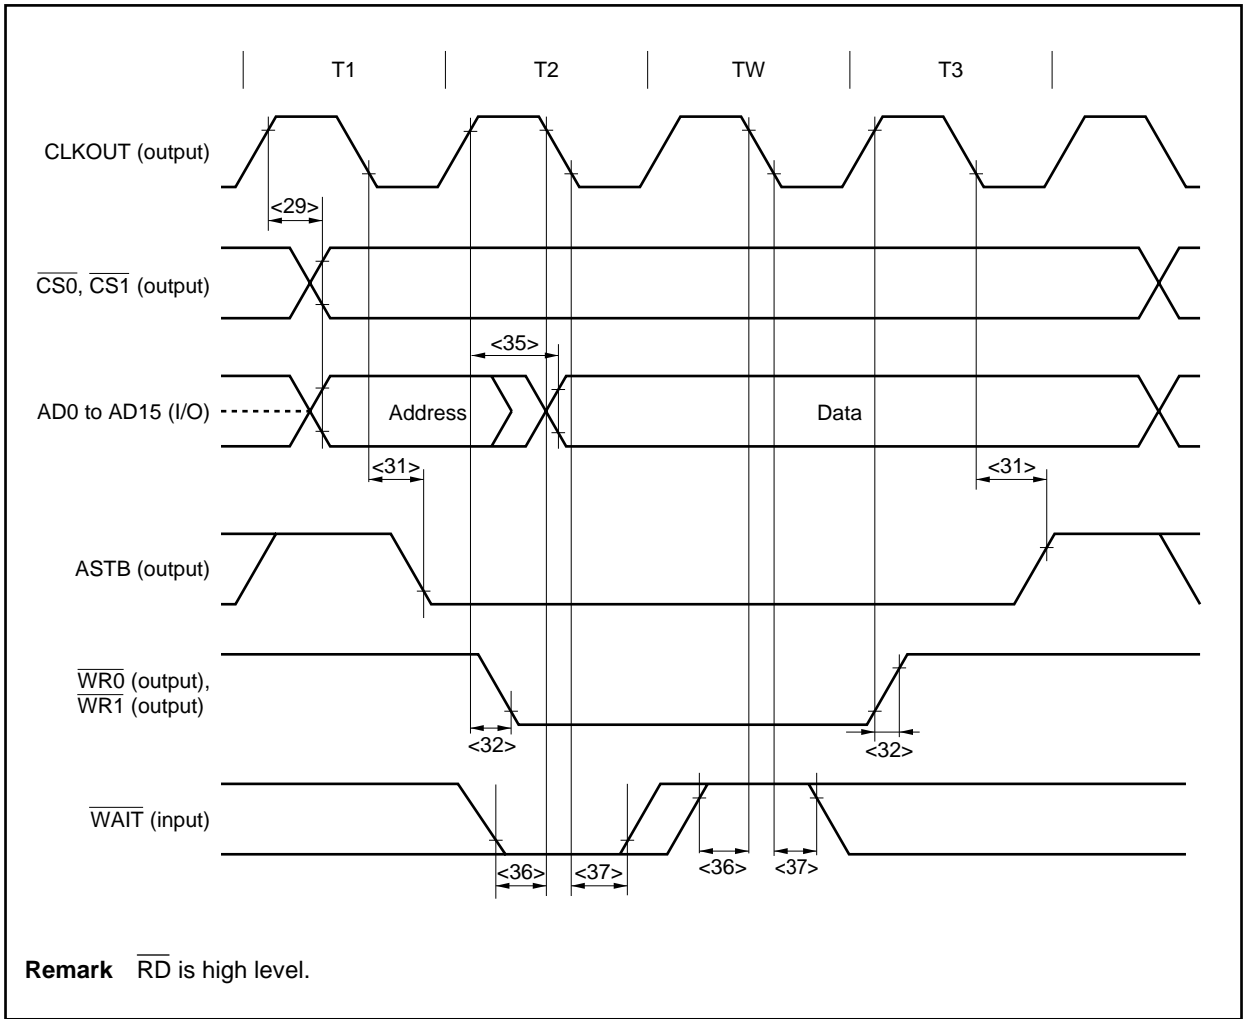 T1 T2 TW T3
CLKOUT (output)
<29>
CS0, CS1 (output)
<35>
AD0 to AD15 (I/O) Address Data
<31> <31>
ASTB (output)
WR0 (output),
WR1 (output)
<32> <32>
WAIT (input)
<36> <37> <36> <37>
Remark RD is high level.